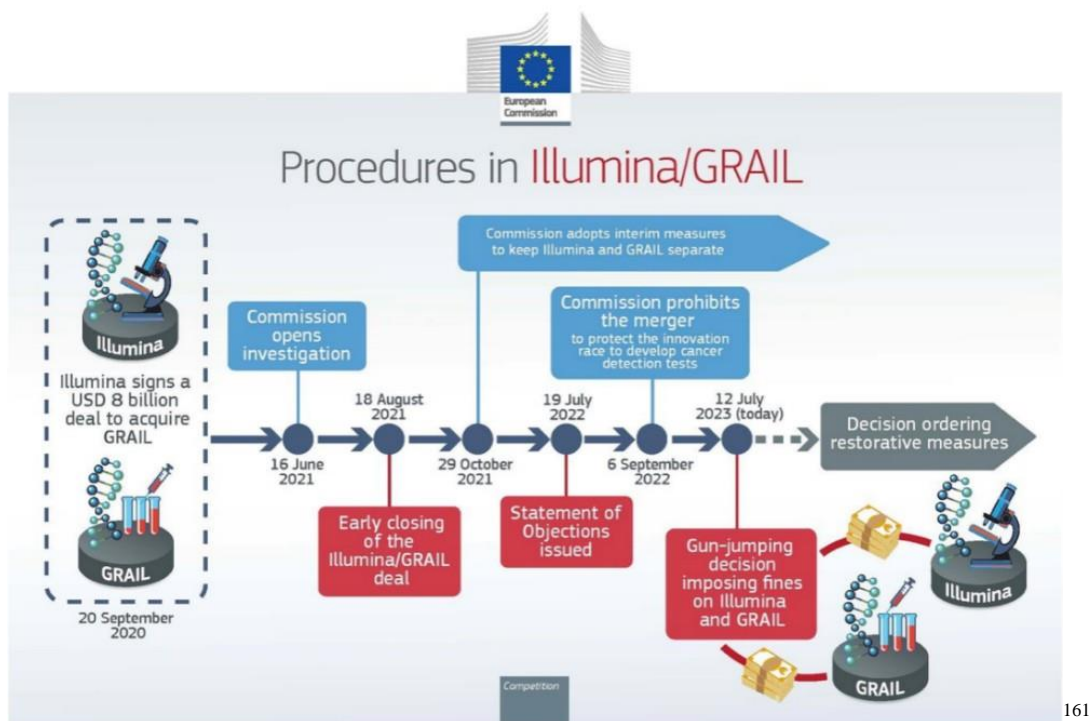 European
Commission
Procedures in Illumina/GRAIL
Illumina
Illumina signs a
USD 8 billion
deal to acquire
GRAIL
GRAIL
20 September
2020
Commission
opens
investigation
16 June
2021
18 August
2021
Early closing
of the
Illumina/GRAIL
deal
Commission adopts interim measures
to keep Illumina and GRAIL separate
29 October
2021
19 July
2022
Statement of
Objections
issued
Commission prohibits
the merger
to protect the innovation
race to develop cancer
detection tests
6 September
2022
12 July
2023 (today)
Gun-jumping
decision
imposing fines
on Illumina
and GRAIL
Decision ordering
restorative measures
Illumina
GRAIL
Competition
161